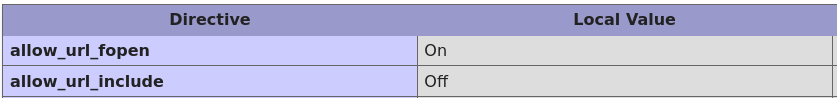 Directive Local Value
allow_url_fopen On
allow_url_include Off